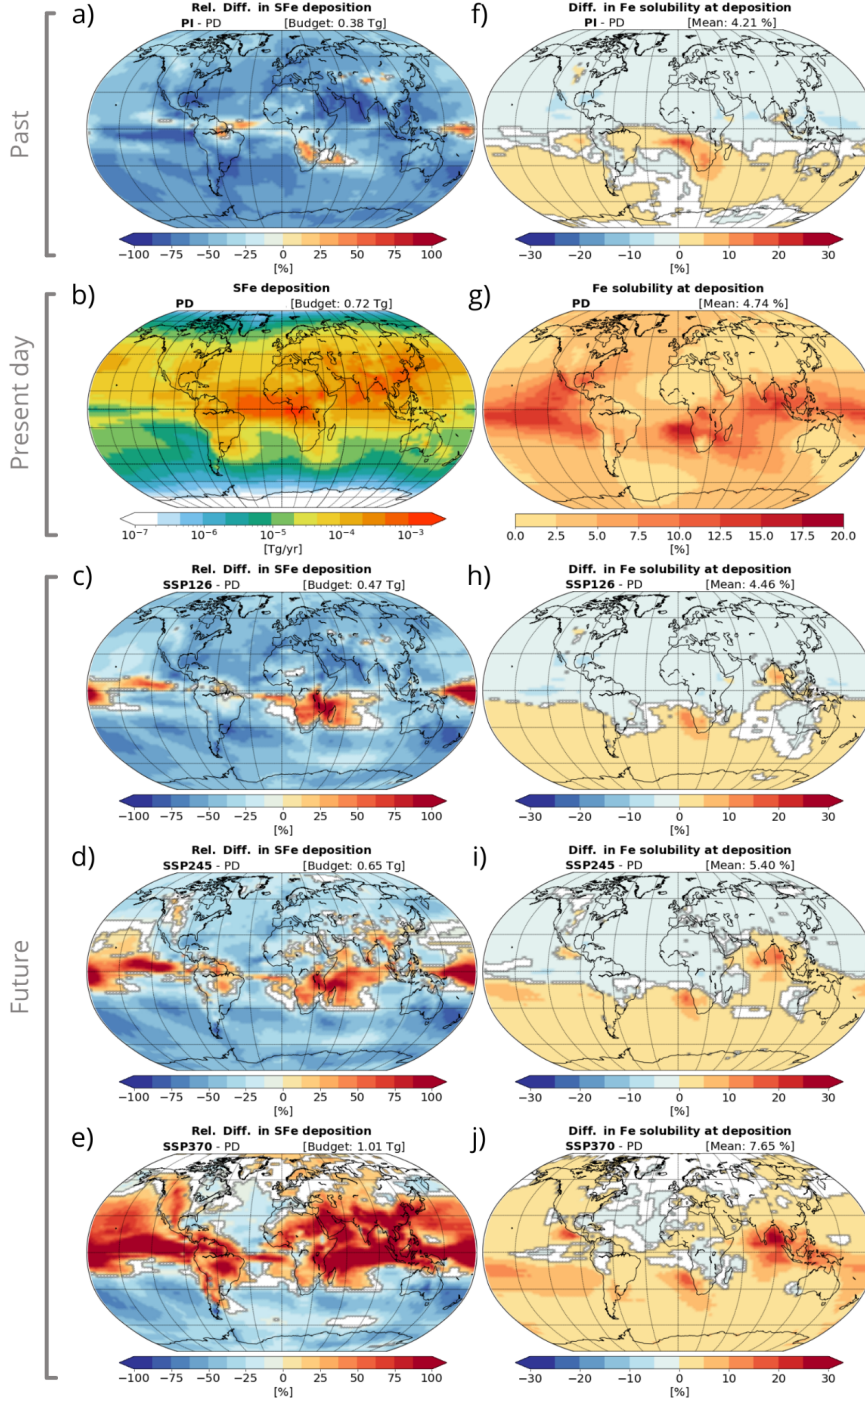 Past
a)
Rel. Diff. in SFe deposition
PI - PD [Budget: 0.38 Tg]
−100 −75 −50 −25 0 25 50 75 100
[%]
f)
Diff. in Fe solubility at deposition
PI - PD [Mean: 4.21 %]
−30 −20 −10 0 10 20 30
[%]
Present day
b)
SFe deposition
PD [Budget: 0.72 Tg]
10⁻⁷ 10⁻⁶ 10⁻⁵ 10⁻⁴ 10⁻³
[Tg/yr]
g)
Fe solubility at deposition
PD [Mean: 4.74 %]
0.0 2.5 5.0 7.5 10.0 12.5 15.0 17.5 20.0
[%]
Future
c)
Rel. Diff. in SFe deposition
SSP126 - PD [Budget: 0.47 Tg]
−100 −75 −50 −25 0 25 50 75 100
[%]
h)
Diff. in Fe solubility at deposition
SSP126 - PD [Mean: 4.46 %]
−30 −20 −10 0 10 20 30
[%]
d)
Rel. Diff. in SFe deposition
SSP245 - PD [Budget: 0.65 Tg]
−100 −75 −50 −25 0 25 50 75 100
[%]
i)
Diff. in Fe solubility at deposition
SSP245 - PD [Mean: 5.40 %]
−30 −20 −10 0 10 20 30
[%]
e)
Rel. Diff. in SFe deposition
SSP370 - PD [Budget: 1.01 Tg]
−100 −75 −50 −25 0 25 50 75 100
[%]
j)
Diff. in Fe solubility at deposition
SSP370 - PD [Mean: 7.65 %]
−30 −20 −10 0 10 20 30
[%]